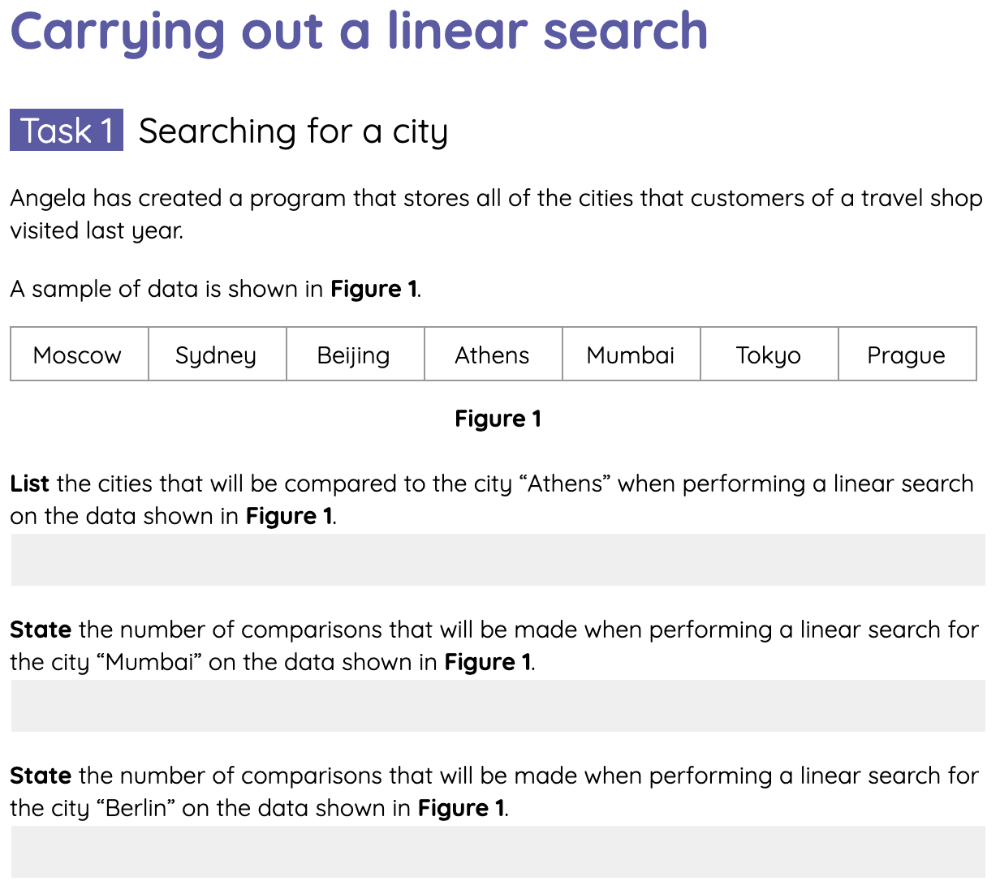 Carrying out a linear search
Task 1 Searching for a city
Angela has created a program that stores all of the cities that customers of a travel shop
visited last year.
A sample of data is shown in Figure 1.
Moscow Sydney Beijing Athens Mumbai Tokyo Prague
Figure 1
List the cities that will be compared to the city “Athens” when performing a linear search
on the data shown in Figure 1.
State the number of comparisons that will be made when performing a linear search for
the city “Mumbai” on the data shown in Figure 1.
State the number of comparisons that will be made when performing a linear search for
the city “Berlin” on the data shown in Figure 1.